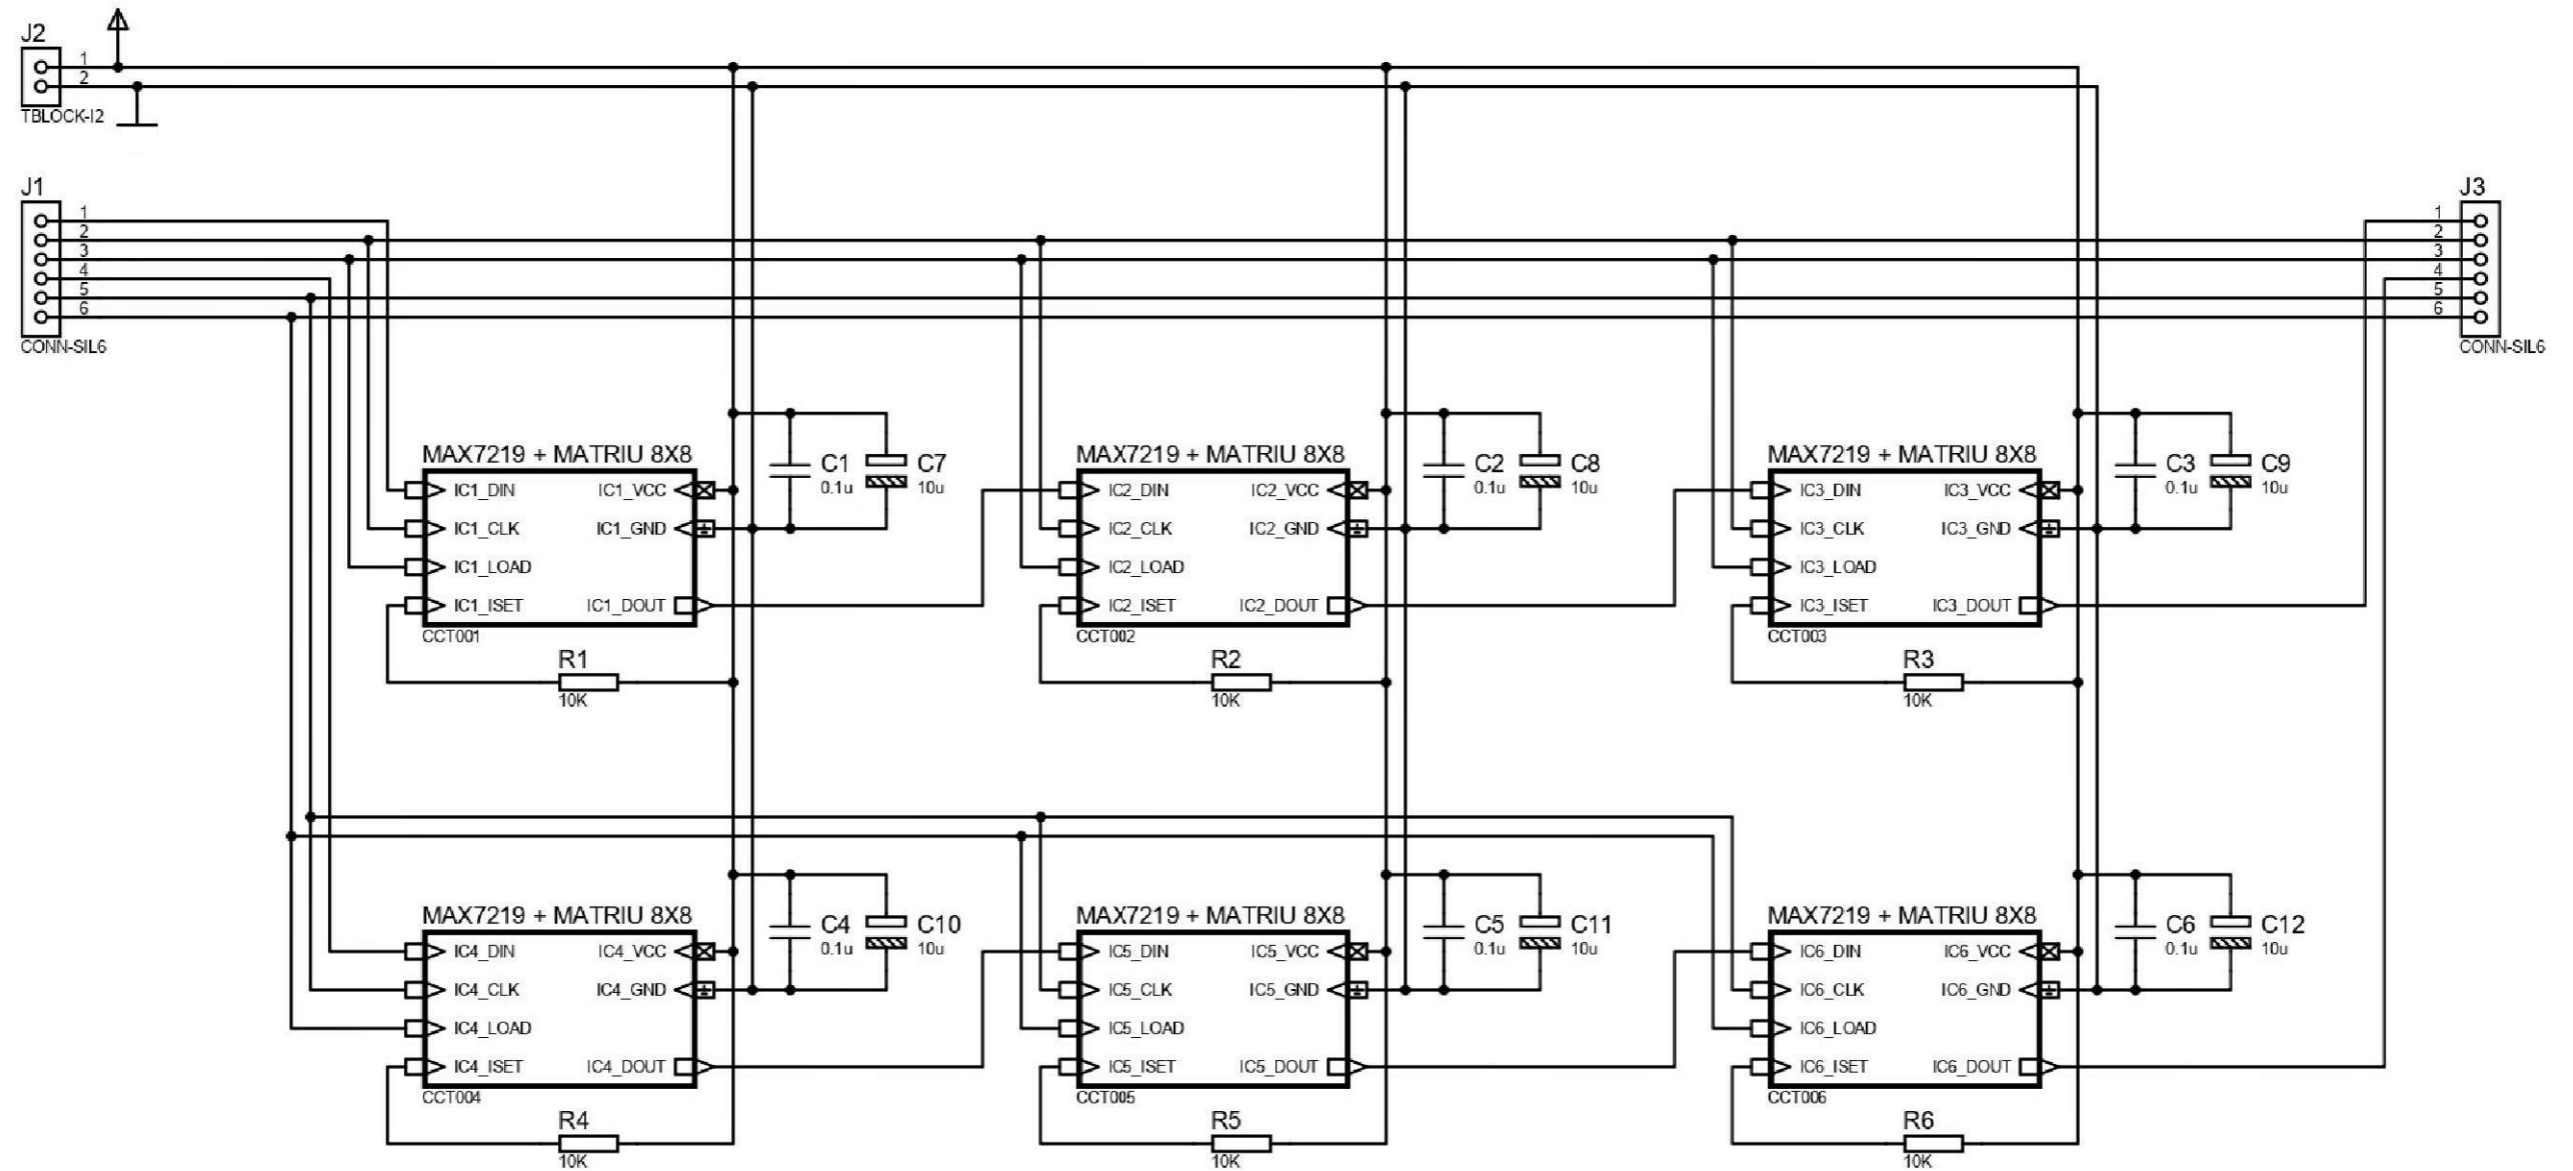 J2
1
2
TBLOCK-I2
J1
1
2
3
4
5
6
CONN-SIL6
J3
1
2
3
4
5
6
CONN-SIL6
MAX7219 + MATRIU 8X8
IC1_DIN IC1_VCC
IC1_CLK IC1_GND
IC1_LOAD
IC1_ISET IC1_DOUT
CCT001
C1
0.1u
C7
10u
R1
10K
MAX7219 + MATRIU 8X8
IC2_DIN IC2_VCC
IC2_CLK IC2_GND
IC2_LOAD
IC2_ISET IC2_DOUT
CCT002
C2
0.1u
C8
10u
R2
10K
MAX7219 + MATRIU 8X8
IC3_DIN IC3_VCC
IC3_CLK IC3_GND
IC3_LOAD
IC3_ISET IC3_DOUT
CCT003
C3
0.1u
C9
10u
R3
10K
MAX7219 + MATRIU 8X8
IC4_DIN IC4_VCC
IC4_CLK IC4_GND
IC4_LOAD
IC4_ISET IC4_DOUT
CCT004
C4
0.1u
C10
10u
R4
10K
MAX7219 + MATRIU 8X8
IC5_DIN IC5_VCC
IC5_CLK IC5_GND
IC5_LOAD
IC5_ISET IC5_DOUT
CCT005
C5
0.1u
C11
10u
R5
10K
MAX7219 + MATRIU 8X8
IC6_DIN IC6_VCC
IC6_CLK IC6_GND
IC6_LOAD
IC6_ISET IC6_DOUT
CCT006
C6
0.1u
C12
10u
R6
10K